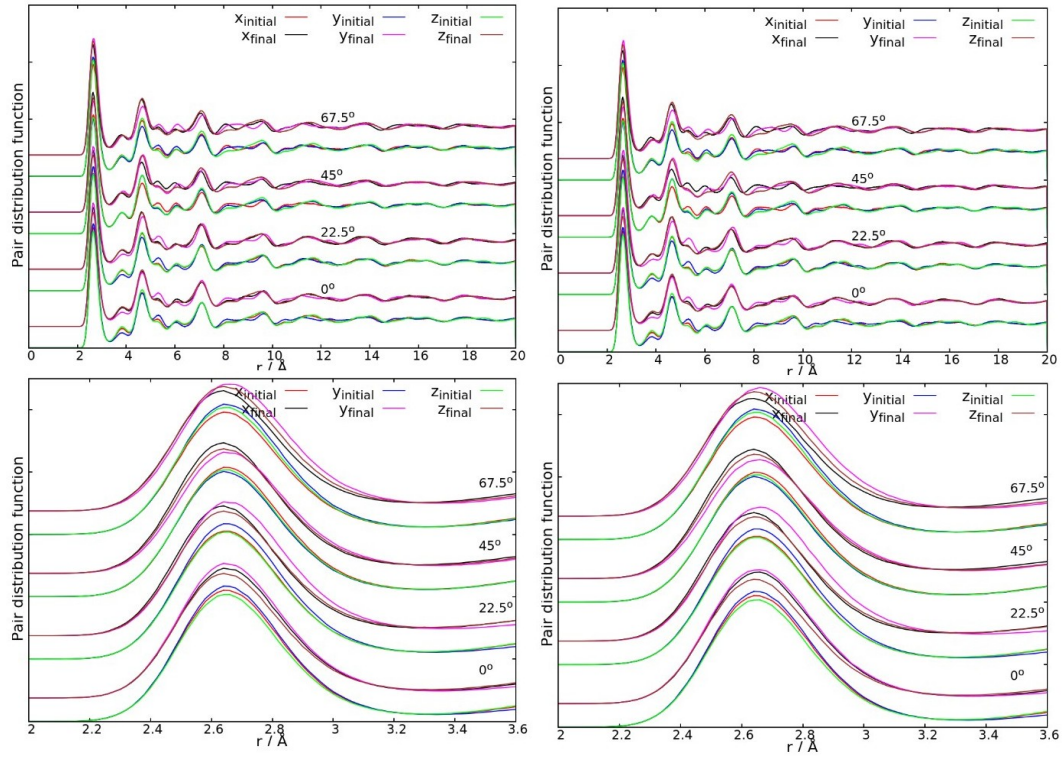 Pair distribution function
x_initial y_initial z_initial
x_final y_final z_final
67.5°
45°
22.5°
0°
0 2 4 6 8 10 12 14 16 18 20
r / Å
Pair distribution function
x_initial y_initial z_initial
x_final y_final z_final
67.5°
45°
22.5°
0°
0 2 4 6 8 10 12 14 16 18 20
r / Å
Pair distribution function
x_initial y_initial z_initial
x_final y_final z_final
67.5°
45°
22.5°
0°
2 2.2 2.4 2.6 2.8 3.0 3.2 3.4 3.6
r / Å
Pair distribution function
x_initial y_initial z_initial
x_final y_final z_final
67.5°
45°
22.5°
0°
2 2.2 2.4 2.6 2.8 3.0 3.2 3.4 3.6
r / Å